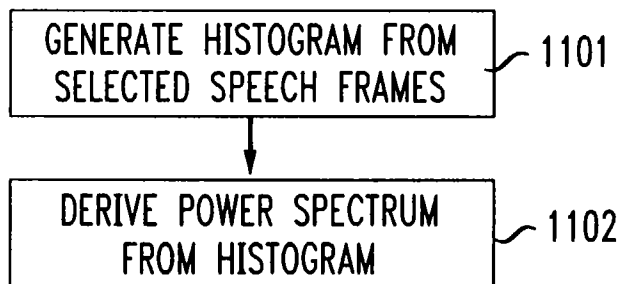 GENERATE HISTOGRAM FROM
SELECTED SPEECH FRAMES
1101
DERIVE POWER SPECTRUM
FROM HISTOGRAM
1102